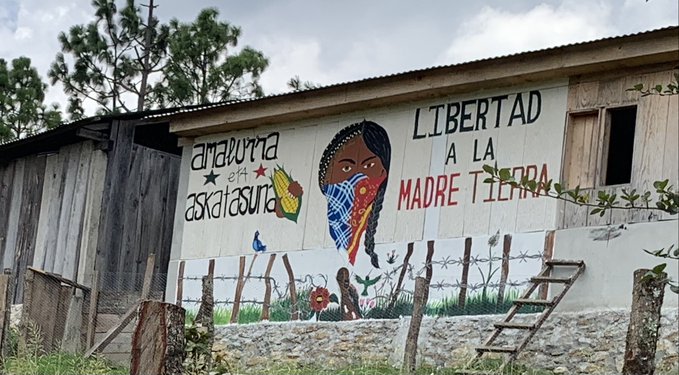 amalurra
eta
askatasuna
LIBERTAD
A LA
MADRE TIERRA